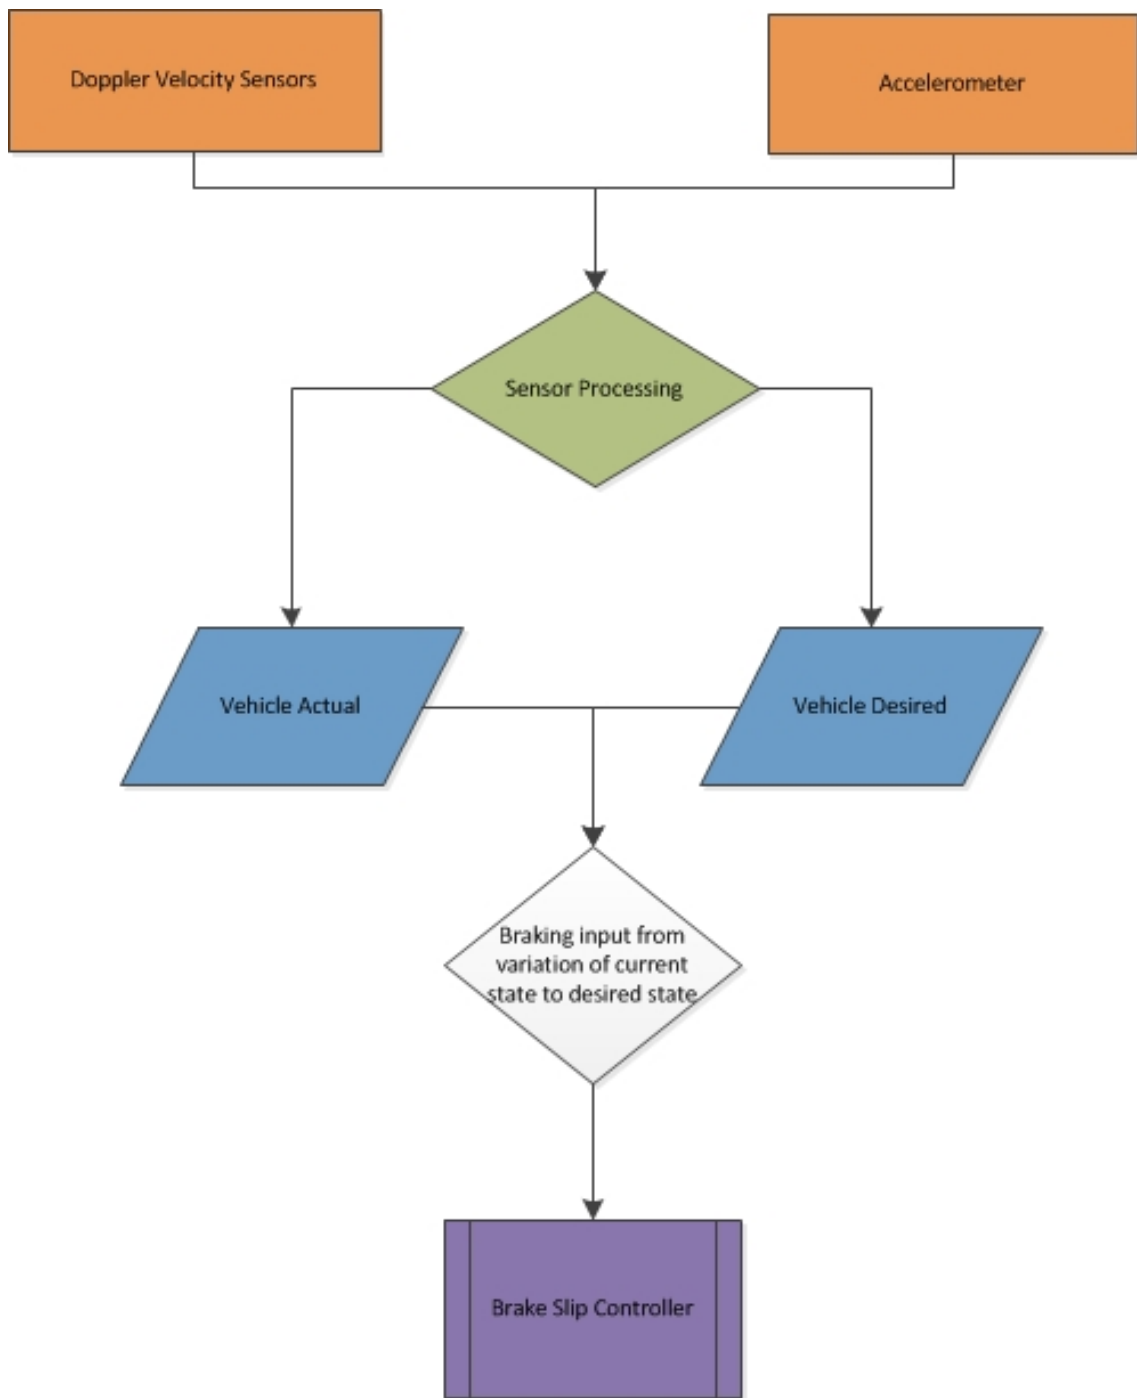 Doppler Velocity Sensors
Accelerometer
Sensor Processing
Vehicle Actual
Vehicle Desired
Braking input from
variation of current
state to desired state
Brake Slip Controller